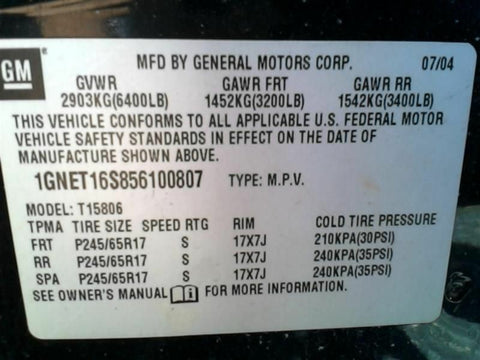 GM
MFD BY GENERAL MOTORS CORP. 07/04
GVWR GAWR FRT GAWR RR
2903KG(6400LB) 1452KG(3200LB) 1542KG(3400LB)
THIS VEHICLE CONFORMS TO ALL APPLICABLE U.S. FEDERAL MOTOR
VEHICLE SAFETY STANDARDS IN EFFECT ON THE DATE OF
MANUFACTURE SHOWN ABOVE.
1GNET16S856100807 TYPE: M.P.V.
MODEL: T15806
TPMA TIRE SIZE SPEED RTG RIM COLD TIRE PRESSURE
FRT P245/65R17 S 17X7J 210KPA(30PSI)
RR P245/65R17 S 17X7J 240KPA(35PSI)
SPA P245/65R17 S 17X7J 240KPA(35PSI)
SEE OWNER'S MANUAL FOR MORE INFORMATION.